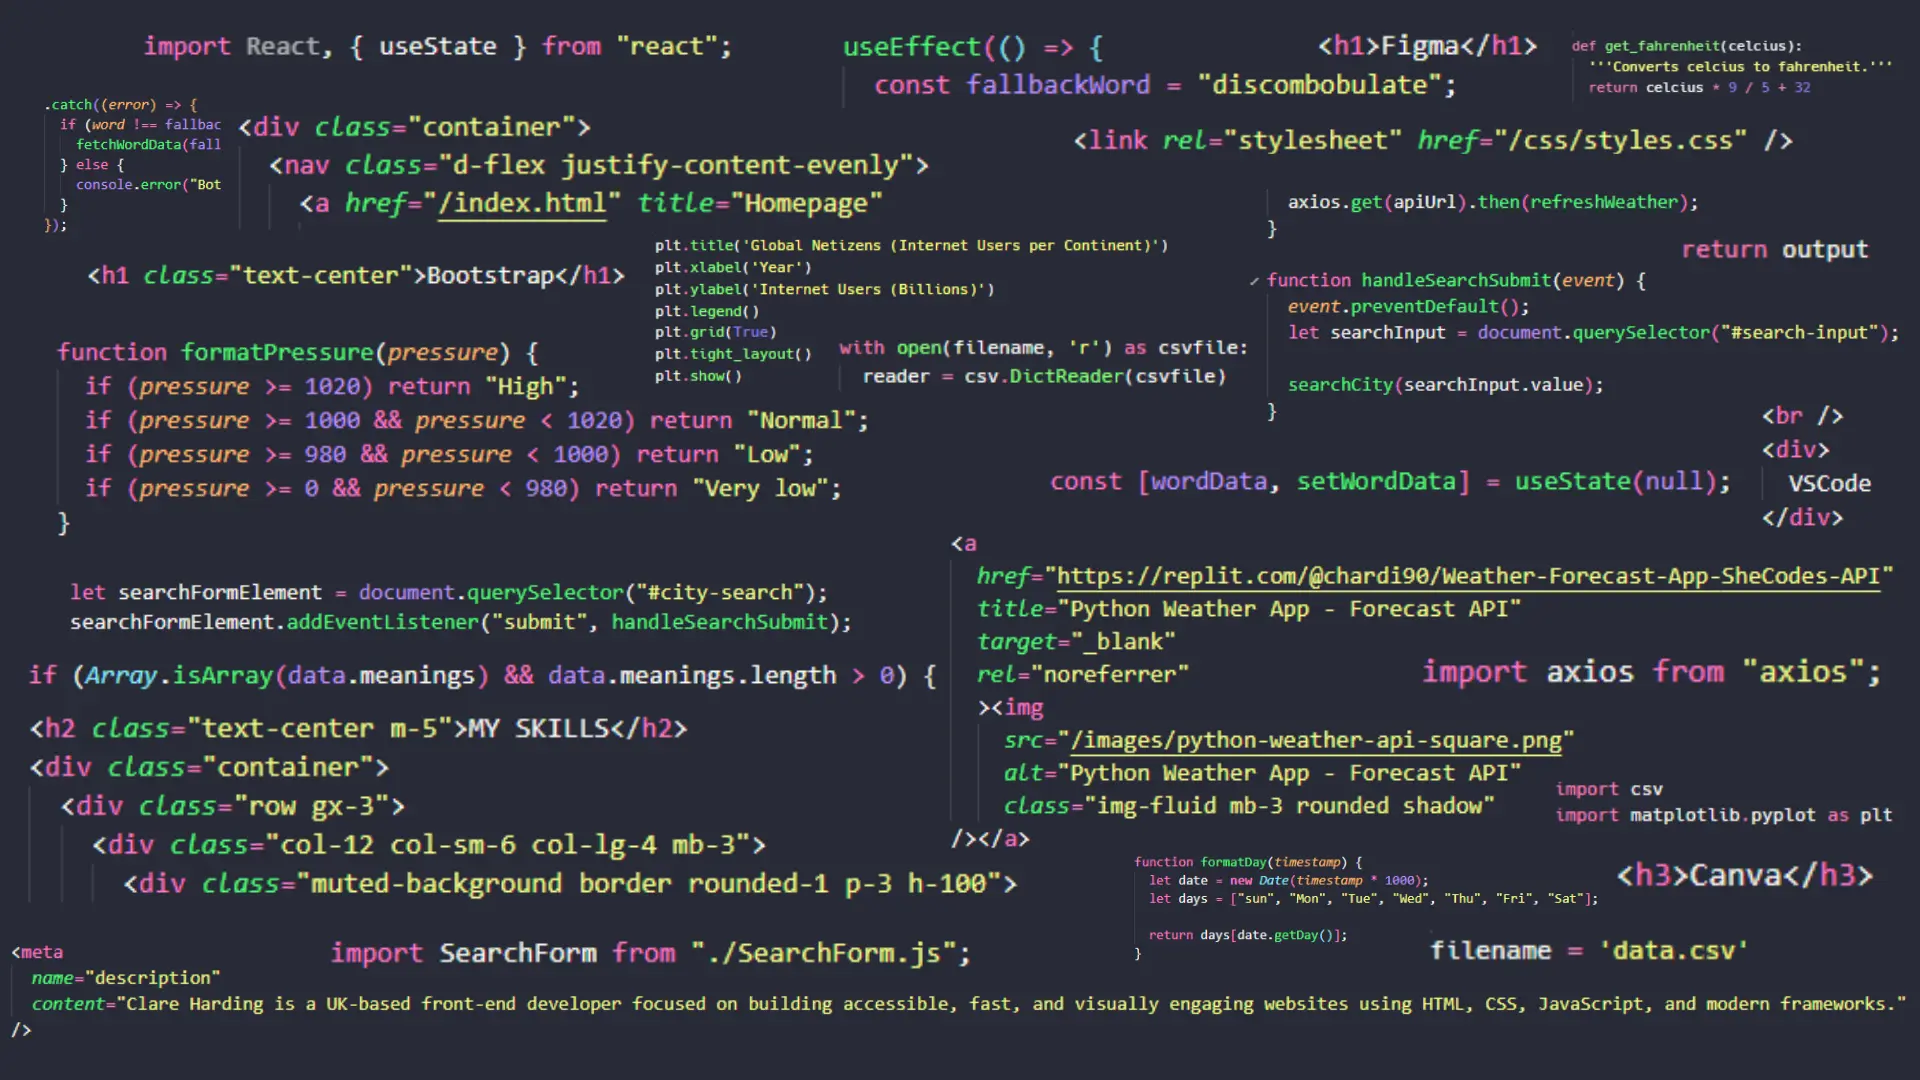 import React, { useState } from "react";
useEffect(() => {
const fallbackWord = "discombobulate";
<h1>Figma</h1>
def get_fahrenheit(celcius):
'''Converts celcius to fahrenheit.'''
return celcius * 9 / 5 + 32
.catch((error) => {
if (word !== fallbac
fetchWordData(fall
} else {
console.error("Bot
}
});
<div class="container">
<nav class="d-flex justify-content-evenly">
<a href="/index.html" title="Homepage"
<link rel="stylesheet" href="/css/styles.css" />
axios.get(apiUrl).then(refreshWeather);
}
return output
<h1 class="text-center">Bootstrap</h1>
plt.title('Global Netizens (Internet Users per Continent)')
plt.xlabel('Year')
plt.ylabel('Internet Users (Billions)')
plt.legend()
plt.grid(True)
plt.tight_layout()
plt.show()
function handleSearchSubmit(event) {
event.preventDefault();
let searchInput = document.querySelector("#search-input");
searchCity(searchInput.value);
}
with open(filename, 'r') as csvfile:
reader = csv.DictReader(csvfile)
function formatPressure(pressure) {
if (pressure >= 1020) return "High";
if (pressure >= 1000 && pressure < 1020) return "Normal";
if (pressure >= 980 && pressure < 1000) return "Low";
if (pressure >= 0 && pressure < 980) return "Very low";
}
<br />
<div>
VSCode
</div>
const [wordData, setWordData] = useState(null);
let searchFormElement = document.querySelector("#city-search");
searchFormElement.addEventListener("submit", handleSearchSubmit);
<a
href="https://replit.com/@chardi90/Weather-Forecast-App-SheCodes-API"
title="Python Weather App - Forecast API"
target="_blank"
rel="noreferrer"
><img
src="/images/python-weather-api-square.png"
alt="Python Weather App - Forecast API"
class="img-fluid mb-3 rounded shadow"
/></a>
import axios from "axios";
if (Array.isArray(data.meanings) && data.meanings.length > 0) {
<h2 class="text-center m-5">MY SKILLS</h2>
<div class="container">
<div class="row gx-3">
<div class="col-12 col-sm-6 col-lg-4 mb-3">
<div class="muted-background border rounded-1 p-3 h-100">
import csv
import matplotlib.pyplot as plt
function formatDay(timestamp) {
let date = new Date(timestamp * 1000);
let days = ["sun", "Mon", "Tue", "Wed", "Thu", "Fri", "Sat"];
return days[date.getDay()];
}
<h3>Canva</h3>
import SearchForm from "./SearchForm.js";
filename = 'data.csv'
<meta
name="description"
content="Clare Harding is a UK-based front-end developer focused on building accessible, fast, and visually engaging websites using HTML, CSS, JavaScript, and modern frameworks."
/>